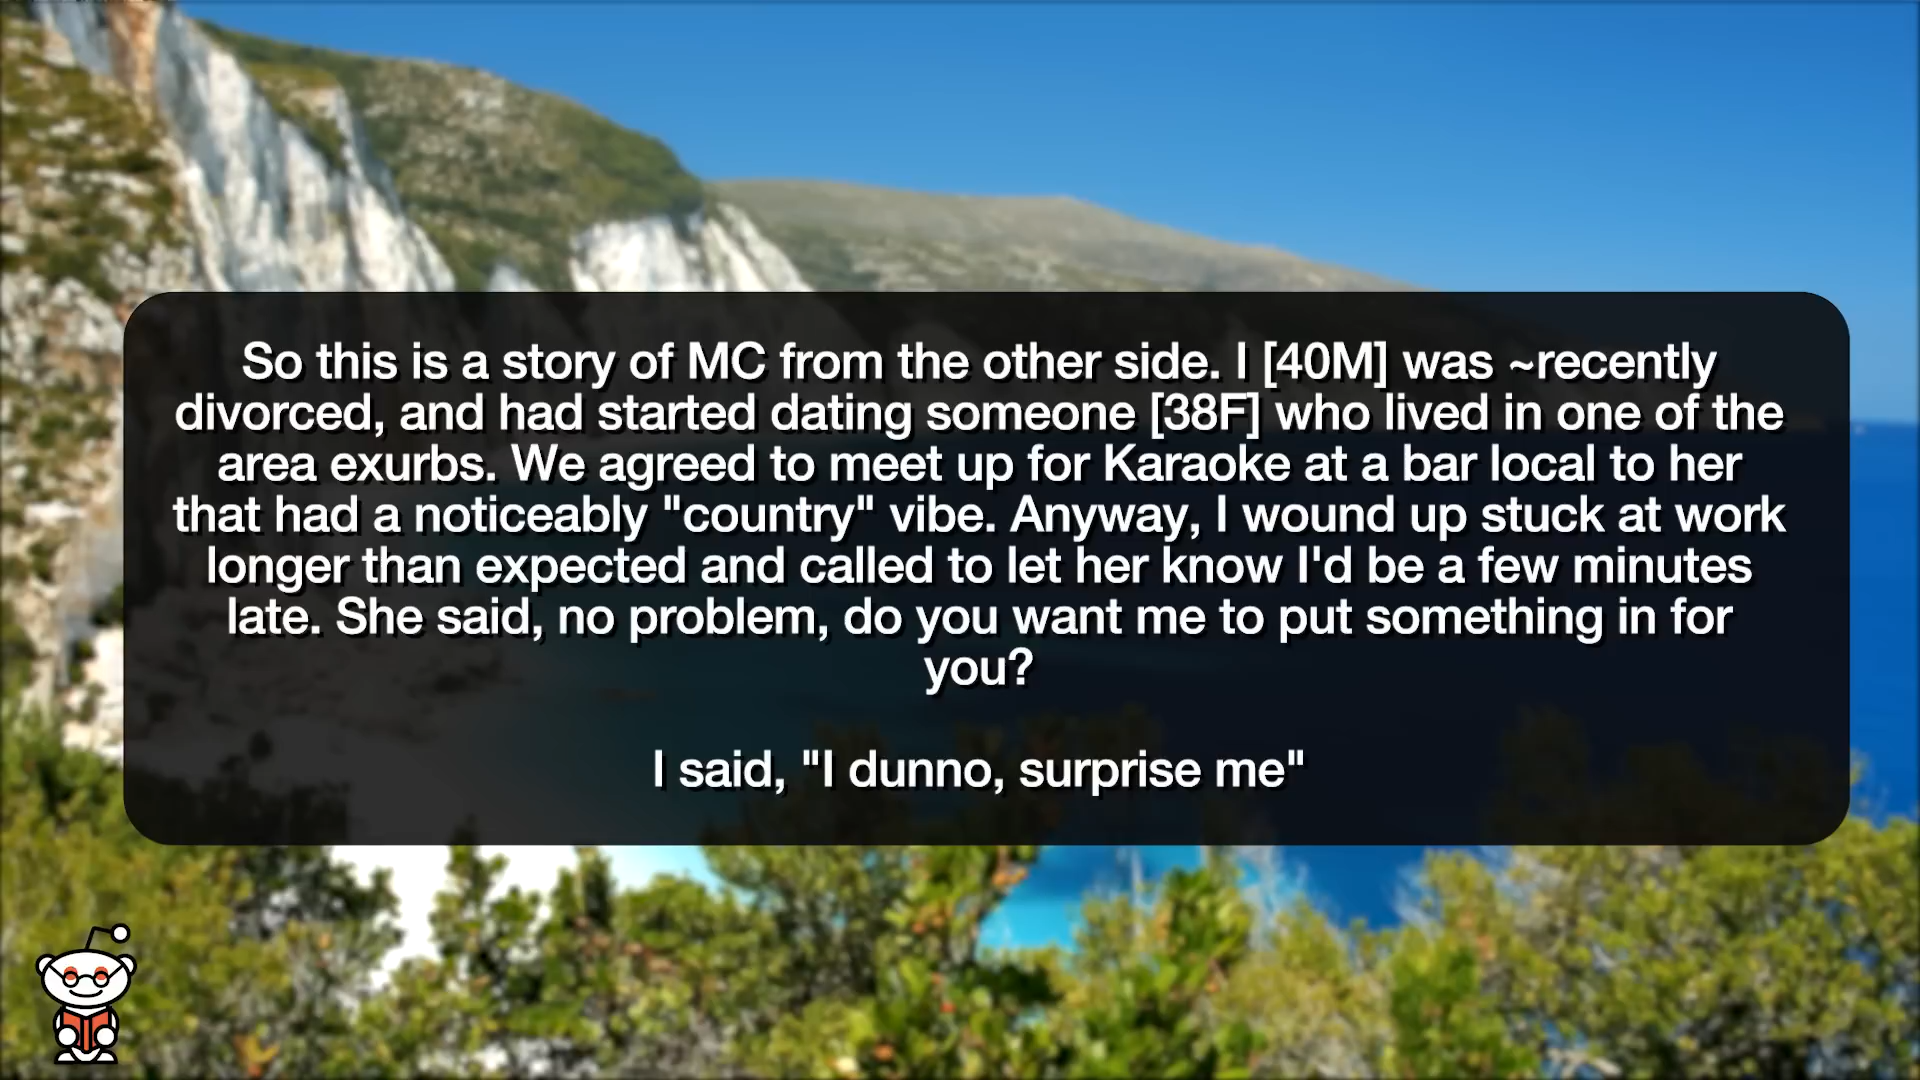 So this is a story of MC from the other side. I [40M] was ~recently
divorced, and had started dating someone [38F] who lived in one of the
area exurbs. We agreed to meet up for Karaoke at a bar local to her
that had a noticeably "country" vibe. Anyway, I wound up stuck at work
longer than expected and called to let her know I'd be a few minutes
late. She said, no problem, do you want me to put something in for
you?
I said, "I dunno, surprise me"